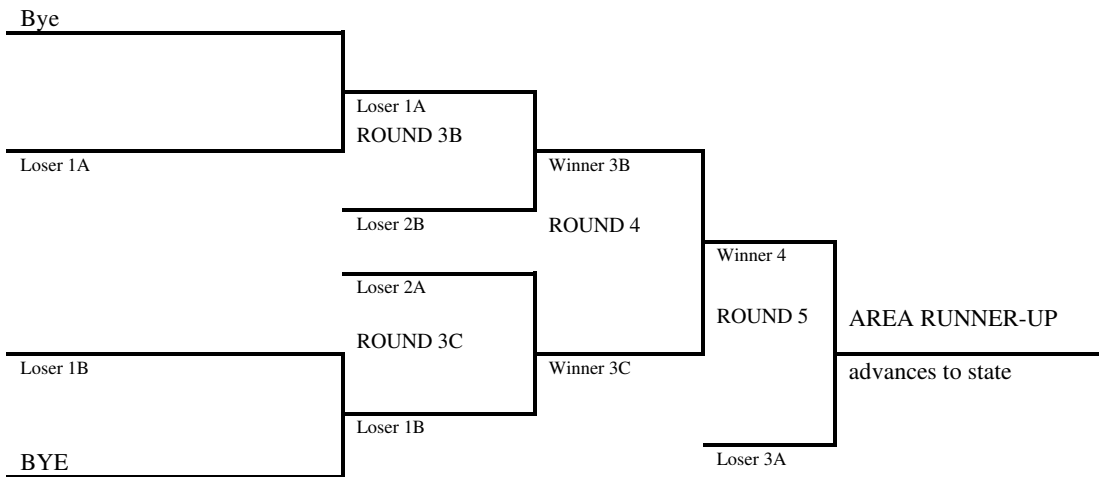 Bye
Loser 1A
ROUND 3B
Loser 1A
Winner 3B
Loser 2B
ROUND 4
Winner 4
Loser 2A
ROUND 5
AREA RUNNER-UP
ROUND 3C
Loser 1B
Winner 3C
advances to state
Loser 1B
BYE
Loser 3A